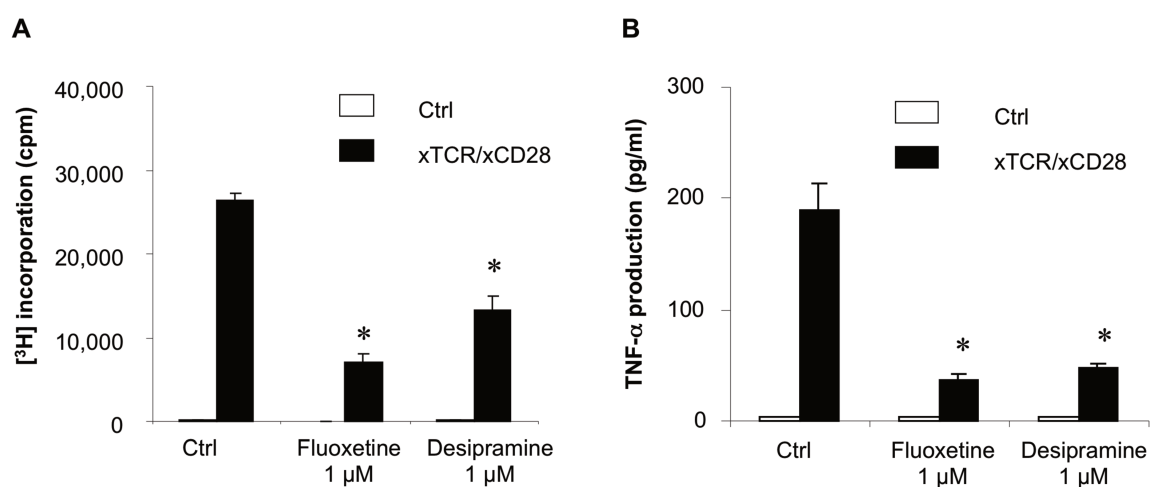 A
[³H] incorporation (cpm)
40,000
30,000
20,000
10,000
0
Ctrl
xTCR/xCD28
*
*
Ctrl
Fluoxetine
1 µM
Desipramine
1 µM
B
TNF-α production (pg/ml)
300
200
100
0
Ctrl
xTCR/xCD28
*
*
Ctrl
Fluoxetine
1 µM
Desipramine
1 µM